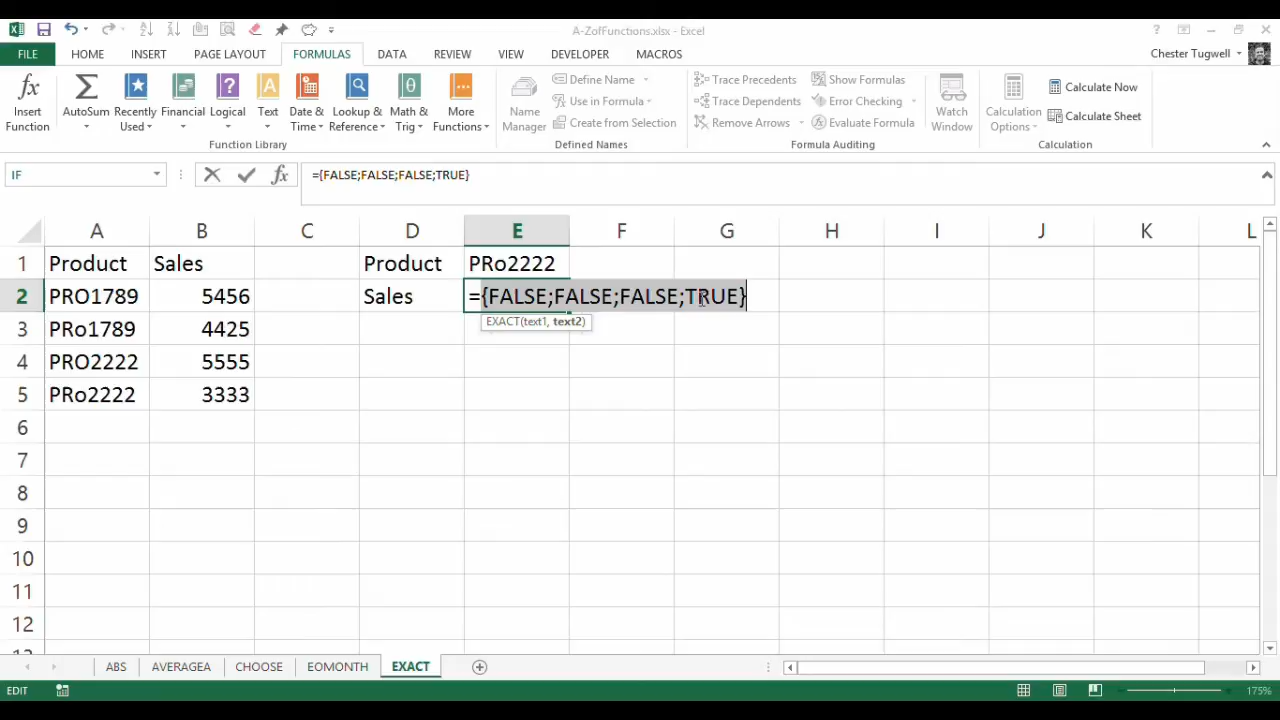 A-ZofFunctions.xlsx - Excel
FILE HOME INSERT PAGE LAYOUT FORMULAS DATA REVIEW VIEW DEVELOPER MACROS Chester Tugwell
Insert Function
AutoSum
Recently Used
Financial
Logical
Text
Date & Time
Lookup & Reference
Math & Trig
More Functions
Function Library
Name Manager
Define Name
Use in Formula
Create from Selection
Defined Names
Trace Precedents
Trace Dependents
Remove Arrows
Show Formulas
Error Checking
Evaluate Formula
Formula Auditing
Watch Window
Calculation Options
Calculate Now
Calculate Sheet
Calculation
IF ={FALSE;FALSE;FALSE;TRUE}
A B C D E F G H I J K L
1 Product Sales Product PRo2222
2 PRO1789 5456 Sales ={FALSE;FALSE;FALSE;TRUE}
EXACT(text1, text2)
3 PRo1789 4425
4 PRO2222 5555
5 PRo2222 3333
6
7
8
9
10
11
12
ABS AVERAGEA CHOOSE EOMONTH EXACT
EDIT 175%